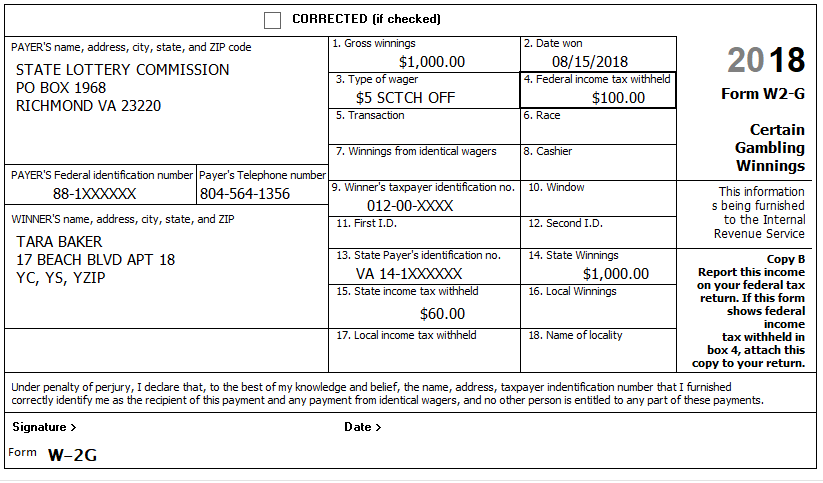 CORRECTED (if checked)
PAYER'S name, address, city, state, and ZIP code
STATE LOTTERY COMMISSION
PO BOX 1968
RICHMOND VA 23220
1. Gross winnings
$1,000.00
2. Date won
08/15/2018
3. Type of wager
$5 SCTCH OFF
4. Federal income tax withheld
$100.00
5. Transaction
6. Race
7. Winnings from identical wagers
8. Cashier
PAYER'S Federal identification number
88-1XXXXXX
Payer's Telephone number
804-564-1356
9. Winner's taxpayer identification no.
012-00-XXXX
10. Window
WINNER'S name, address, city, state, and ZIP
TARA BAKER
17 BEACH BLVD APT 18
YC, YS, YZIP
11. First I.D.
12. Second I.D.
13. State Payer's identification no.
VA 14-1XXXXXX
14. State Winnings
$1,000.00
15. State income tax withheld
$60.00
16. Local Winnings
17. Local income tax withheld
18. Name of locality
2018
Form W2-G
Certain
Gambling
Winnings
This information
s being furnished
to the Internal
Revenue Service
Copy B
Report this income
on your federal tax
return. If this form
shows federal
income
tax withheld in
box 4, attach this
copy to your return.
Under penalty of perjury, I declare that, to the best of my knowledge and belief, the name, address, taxpayer indentification number that I furnished
correctly identify me as the recipient of this payment and any payment from identical wagers, and no other person is entitled to any part of these payments.
Signature >
Date >
Form W-2G